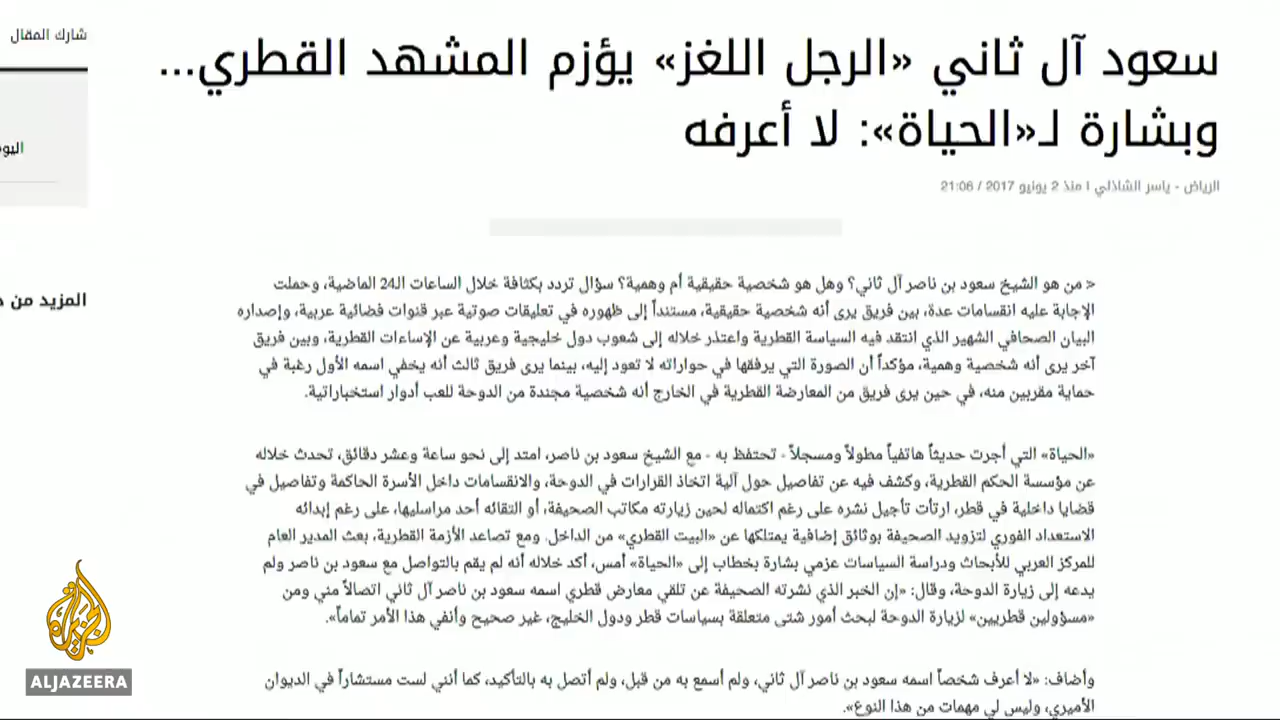 شارك المقال
سعود آل ثاني «الرجل اللغز» يؤزم المشهد القطري...
وبشارة لـ«الحياة»: لا أعرفه
الرياض - ياسر الشاذلي | منذ 2 يونيو 2017 / 21:06
المزيد من
> من هو الشيخ سعود بن ناصر آل ثاني؟ وهل هو شخصية حقيقية أم وهمية؟ سؤال تردد بكثافة خلال الساعات الـ24 الماضية، وحملت
الإجابة عليه انقسامات عدة، بين فريق يرى أنه شخصية حقيقية، مستنداً إلى ظهوره في تعليقات صوتية عبر قنوات فضائية عربية، وإصداره
البيان الصحافي الشهير الذي انتقد فيه السياسة القطرية واعتذر خلاله إلى شعوب دول خليجية وعربية عن الإساءات القطرية، وبين فريق
آخر يرى أنه شخصية وهمية، مؤكداً أن الصورة التي يرفقها في حواراته لا تعود إليه، بينما يرى فريق ثالث أنه يخفي اسمه الأول رغبة في
حماية مقربين منه، في حين يرى فريق من المعارضة القطرية في الخارج أنه شخصية مجندة من الدوحة للعب أدوار استخباراتية.
«الحياة» التي أجرت حديثاً هاتفياً مطولاً ومسجلاً - تحتفظ به - مع الشيخ سعود بن ناصر، امتد إلى نحو ساعة وعشر دقائق، تحدث خلاله
عن مؤسسة الحكم القطرية، وكشف فيه عن تفاصيل حول آلية اتخاذ القرارات في الدوحة، والانقسامات داخل الأسرة الحاكمة وتفاصيل في
قضايا داخلية في قطر، ارتأت تأجيل نشره على رغم اكتماله لحين زيارته مكاتب الصحيفة، أو التقائه أحد مراسليها، على رغم إبدائه
الاستعداد الفوري لتزويد الصحيفة بوثائق إضافية يمتلكها عن «البيت القطري» من الداخل. ومع تصاعد الأزمة القطرية، بعث المدير العام
للمركز العربي للأبحاث ودراسة السياسات عزمي بشارة بخطاب إلى «الحياة» أمس، أكد خلاله أنه لم يقم بالتواصل مع سعود بن ناصر ولم
يدعه إلى زيارة الدوحة، وقال: «إن الخبر الذي نشرته الصحيفة عن تلقي معارض قطري اسمه سعود بن ناصر آل ثاني اتصالاً مني ومن
«مسؤولين قطريين» لزيارة الدوحة لبحث أمور شتى متعلقة بسياسات قطر ودول الخليج، غير صحيح وأنفي هذا الأمر تماماً».
وأضاف: «لا أعرف شخصاً اسمه سعود بن ناصر آل ثاني، ولم أسمع به من قبل، ولم أتصل به بالتأكيد، كما أنني لست مستشاراً في الديوان
الأميري، وليس لي مهمات من هذا النوع».
ALJAZEERA